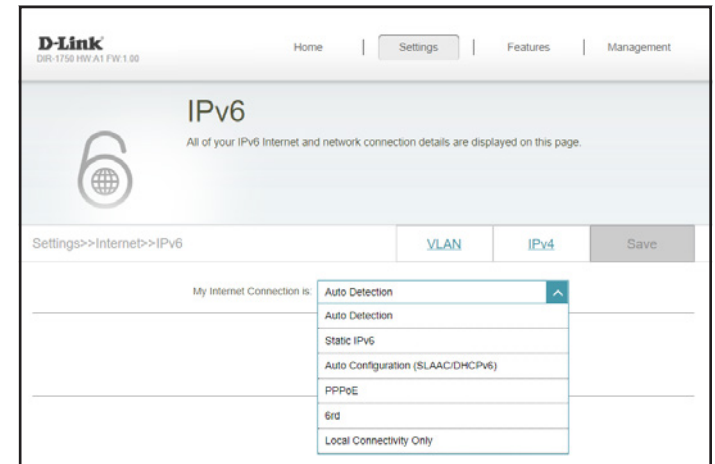 D-Link
DIR-1750 HW:A1 FW:1.00
Home | Settings | Features | Management
IPv6
All of your IPv6 Internet and network connection details are displayed on this page.
Settings>>Internet>>IPv6
VLAN
IPv4
Save
My Internet Connection is: Auto Detection
Auto Detection
Static IPv6
Auto Configuration (SLAAC/DHCPv6)
PPPoE
6rd
Local Connectivity Only